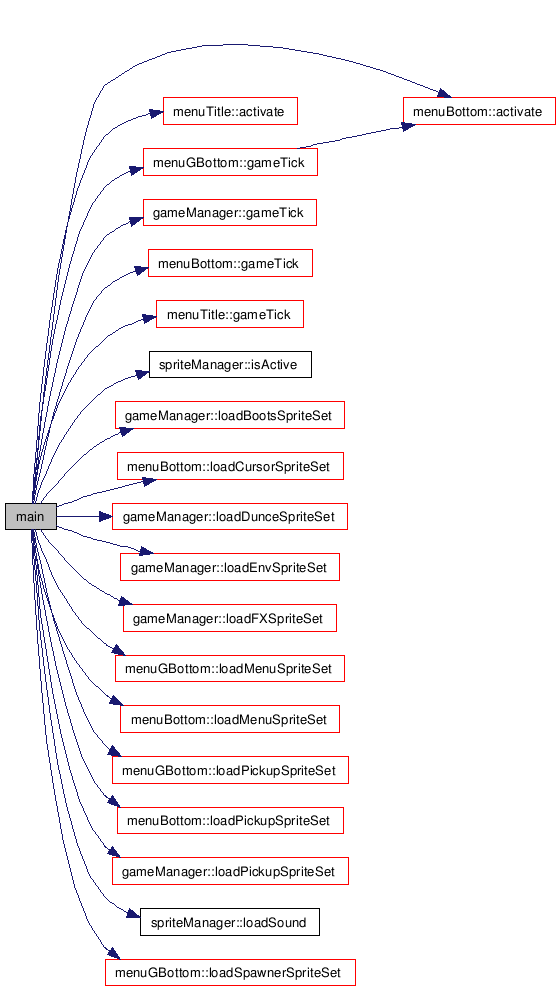 menuTitle::activate
menuBottom::activate
menuGBottom::gameTick
gameManager::gameTick
menuBottom::gameTick
menuTitle::gameTick
spriteManager::isActive
gameManager::loadBootsSpriteSet
menuBottom::loadCursorSpriteSet
main
gameManager::loadDunceSpriteSet
gameManager::loadEnvSpriteSet
gameManager::loadFXSpriteSet
menuGBottom::loadMenuSpriteSet
menuBottom::loadMenuSpriteSet
menuGBottom::loadPickupSpriteSet
menuBottom::loadPickupSpriteSet
gameManager::loadPickupSpriteSet
spriteManager::loadSound
menuGBottom::loadSpawnerSpriteSet